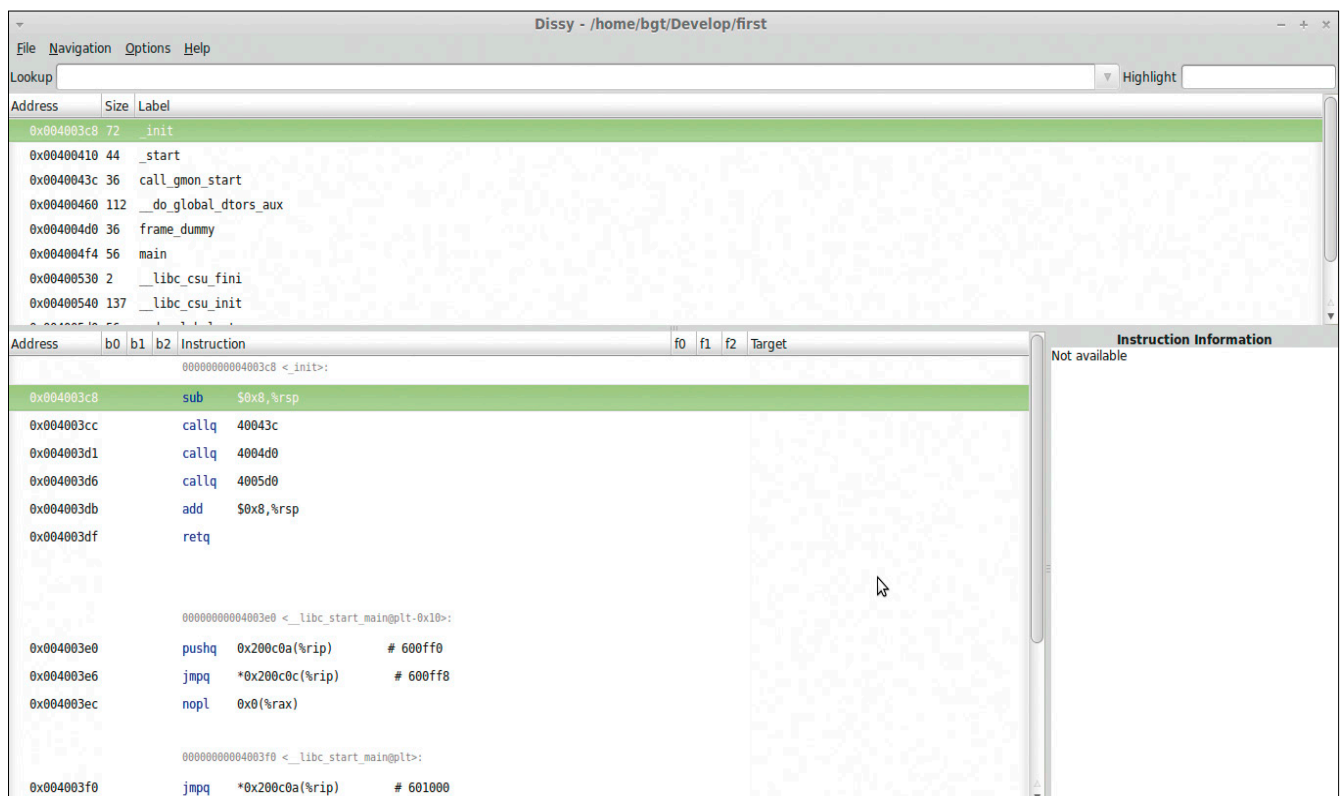 Dissy - /home/bgt/Develop/first
File Navigation Options Help
Lookup Highlight
Address Size Label
0x004003c8 72 _init
0x00400410 44 _start
0x0040043c 36 call_gmon_start
0x00400460 112 __do_global_dtors_aux
0x004004d0 36 frame_dummy
0x004004f4 56 main
0x00400530 2 __libc_csu_fini
0x00400540 137 __libc_csu_init
Address b0 b1 b2 Instruction f0 f1 f2 Target
Instruction Information
Not available
00000000004003c8 <_init>:
0x004003c8 sub $0x8,%rsp
0x004003cc callq 40043c
0x004003d1 callq 4004d0
0x004003d6 callq 4005d0
0x004003db add $0x8,%rsp
0x004003df retq
00000000004003e0 <__libc_start_main@plt-0x10>:
0x004003e0 pushq 0x200c0a(%rip) # 600ff0
0x004003e6 jmpq *0x200c0c(%rip) # 600ff8
0x004003ec nopl 0x0(%rax)
00000000004003f0 <__libc_start_main@plt>:
0x004003f0 jmpq *0x200c0a(%rip) # 601000